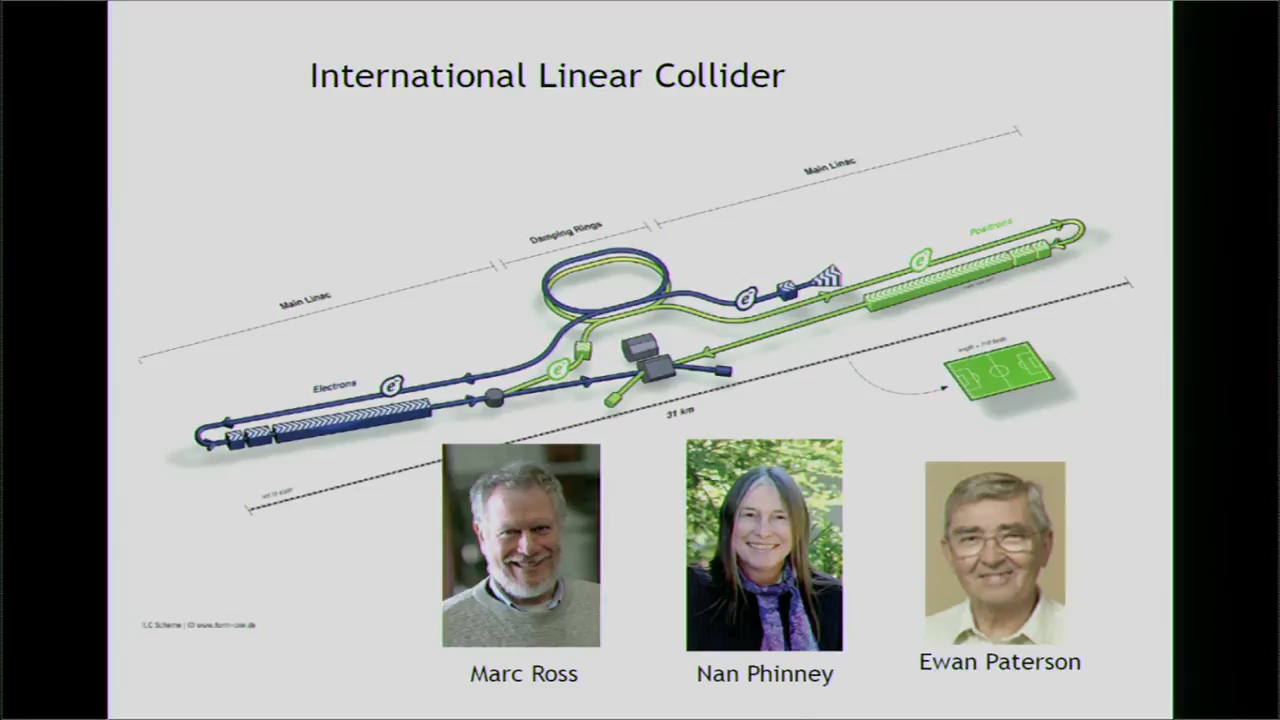 International Linear Collider
Main Linac
Damping Rings
Main Linac
Positrons
e+
e-
e+
Electrons
e-
31 km
Marc Ross
Nan Phinney
Ewan Paterson